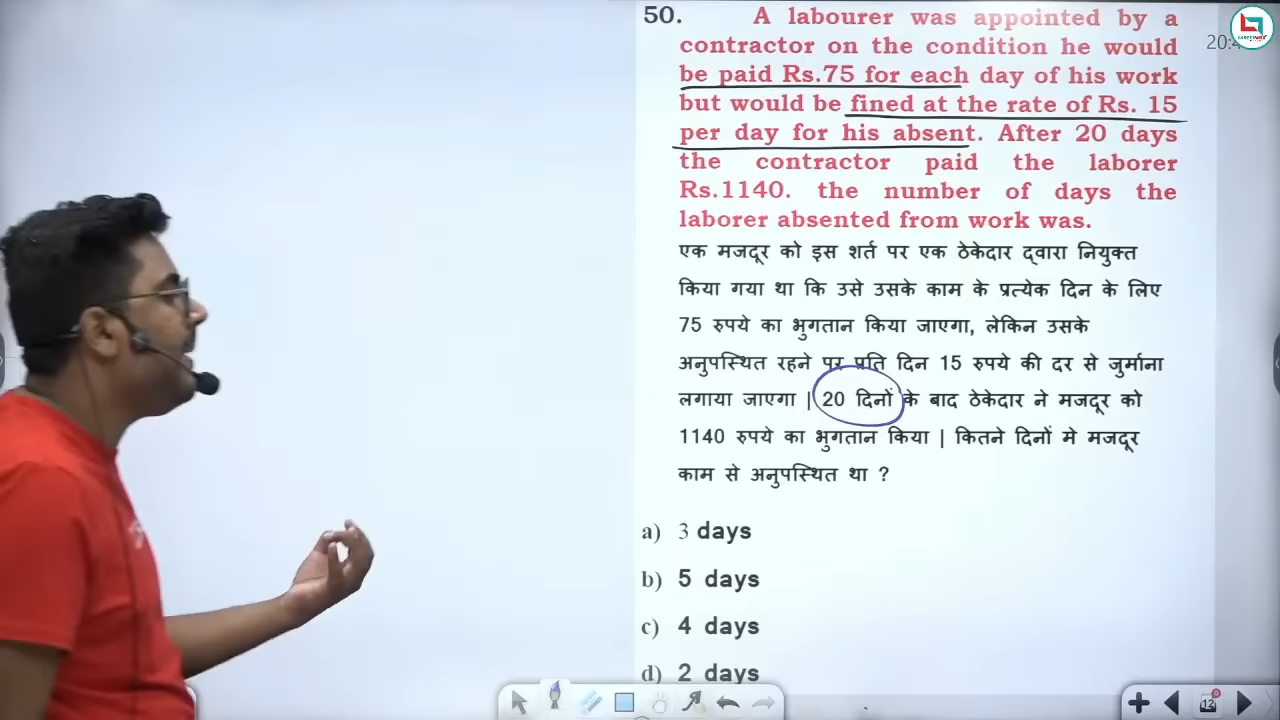 50. A labourer was appointed by a
contractor on the condition he would
be paid Rs.75 for each day of his work
but would be fined at the rate of Rs. 15
per day for his absent. After 20 days
the contractor paid the laborer
Rs.1140. the number of days the
laborer absented from work was.
एक मजदूर को इस शर्त पर एक ठेकेदार द्वारा नियुक्त
किया गया था कि उसे उसके काम के प्रत्येक दिन के लिए
75 रुपये का भुगतान किया जाएगा, लेकिन उसके
अनुपस्थित रहने पर प्रति दिन 15 रुपये की दर से जुर्माना
लगाया जाएगा | 20 दिनों के बाद ठेकेदार ने मजदूर को
1140 रुपये का भुगतान किया | कितने दिनों मे मजदूर
काम से अनुपस्थित था ?
a) 3 days
b) 5 days
c) 4 days
d) 2 days
12